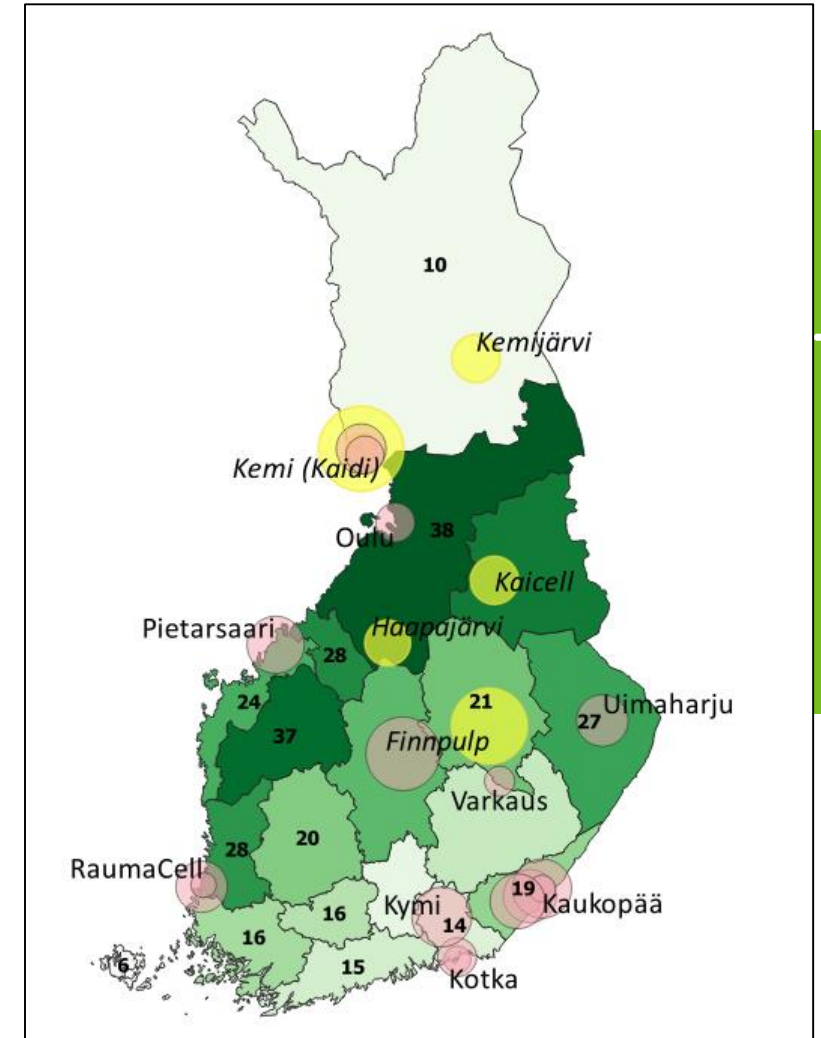 10
Kemijärvi
Kemi (Kaidi)
Oulu
38
Kaicell
Pietarsaari
28
Haapajärvi
24
37
21
Finnpulp
27
Uimaharju
Varkaus
28
20
RaumaCell
19
Kaukopää
Kymi
16
14
16
6
15
Kotka